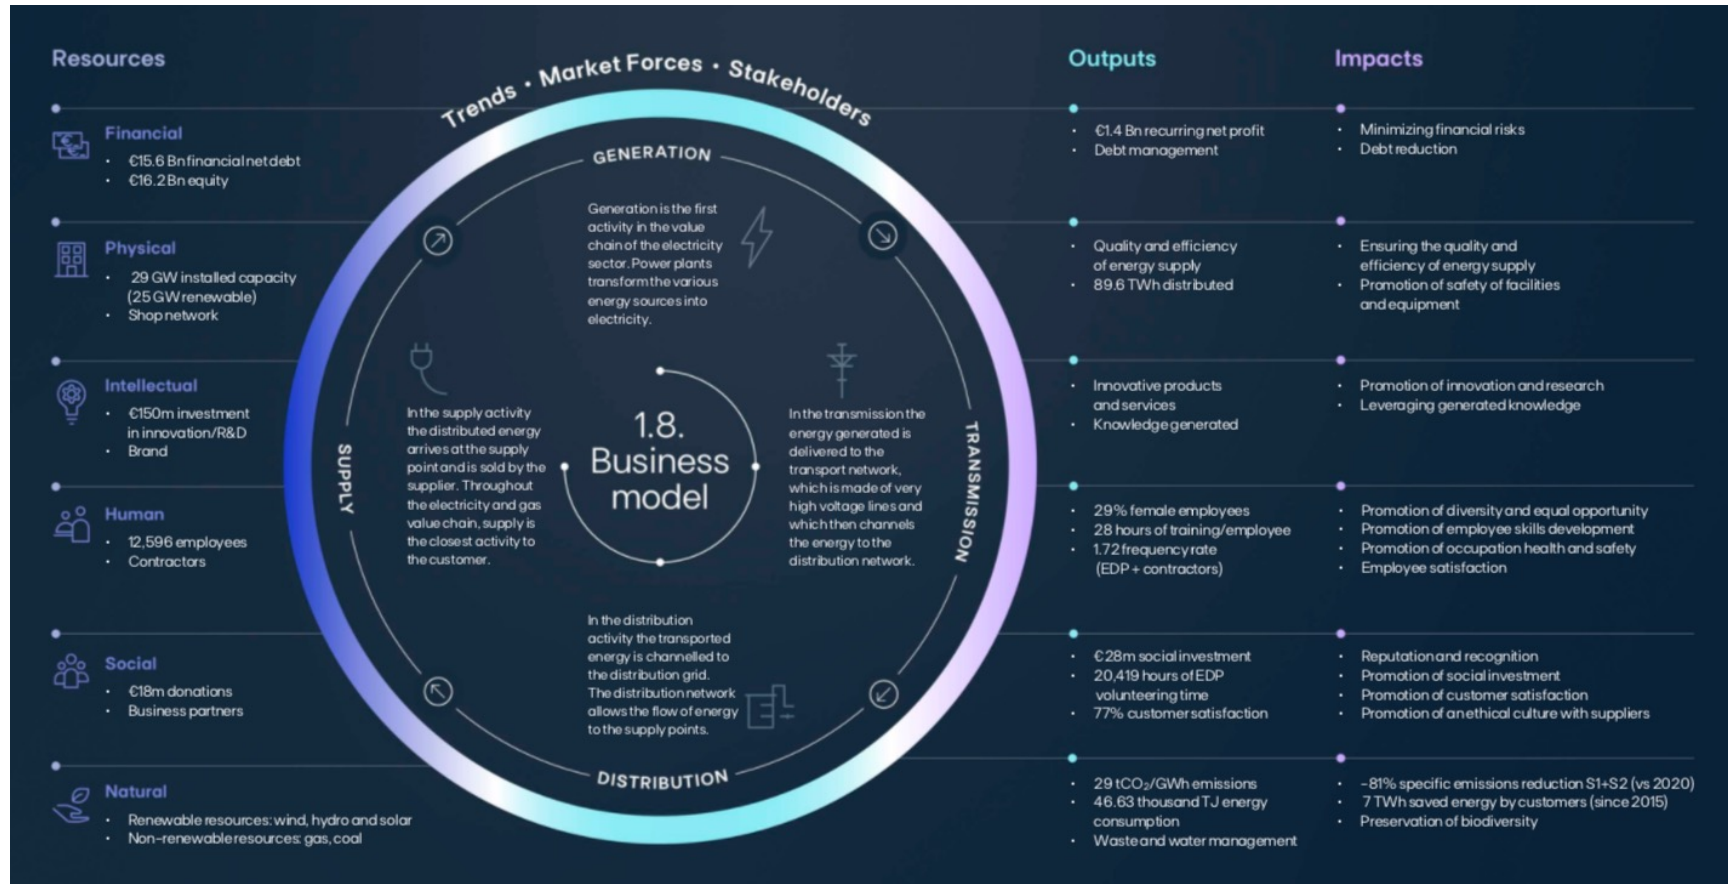 Resources
Financial
• €15.6 Bn financial net debt
• €16.2 Bn equity
Physical
• 29 GW installed capacity
(25 GW renewable)
• Shop network
Intellectual
• €150m investment
in innovation/R&D
• Brand
Human
• 12,596 employees
• Contractors
Social
• €18m donations
• Business partners
Natural
• Renewable resources: wind, hydro and solar
• Non-renewable resources: gas, coal
Trends • Market Forces • Stakeholders
GENERATION
Generation is the first
activity in the value
chain of the electricity
sector. Power plants
transform the various
energy sources into
electricity.
TRANSMISSION
In the transmission the
energy generated is
delivered to the
transport network,
which is made of very
high voltage lines and
which then channels
the energy to the
distribution network.
DISTRIBUTION
In the distribution
activity the transported
energy is channelled to
the distribution grid.
The distribution network
allows the flow of energy
to the supply points.
SUPPLY
In the supply activity
the distributed energy
arrives at the supply
point and is sold by the
supplier. Throughout
the electricity and gas
value chain, supply is
the closest activity to
the customer.
1.8.
Business
model
Outputs
• €1.4 Bn recurring net profit
• Debt management
• Quality and efficiency
of energy supply
• 89.6 TWh distributed
• Innovative products
and services
• Knowledge generated
• 29% female employees
• 28 hours of training/employee
• 1.72 frequency rate
(EDP + contractors)
• €28m social investment
• 20,419 hours of EDP
volunteering time
• 77% customer satisfaction
• 29 tCO₂/GWh emissions
• 46.63 thousand TJ energy
consumption
• Waste and water management
Impacts
• Minimizing financial risks
• Debt reduction
• Ensuring the quality and
efficiency of energy supply
• Promotion of safety of facilities
and equipment
• Promotion of innovation and research
• Leveraging generated knowledge
• Promotion of diversity and equal opportunity
• Promotion of employee skills development
• Promotion of occupation health and safety
• Employee satisfaction
• Reputation and recognition
• Promotion of social investment
• Promotion of customer satisfaction
• Promotion of an ethical culture with suppliers
• -81% specific emissions reduction S1+S2 (vs 2020)
• 7 TWh saved energy by customers (since 2015)
• Preservation of biodiversity